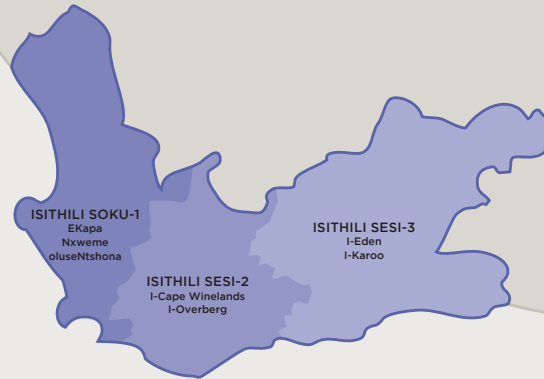 ISITHILI SOKU-1
EKapa
Nxweme
oluseNtshona
ISITHILI SESI-2
I-Cape Winelands
I-Overberg
ISITHILI SESI-3
I-Eden
I-Karoo